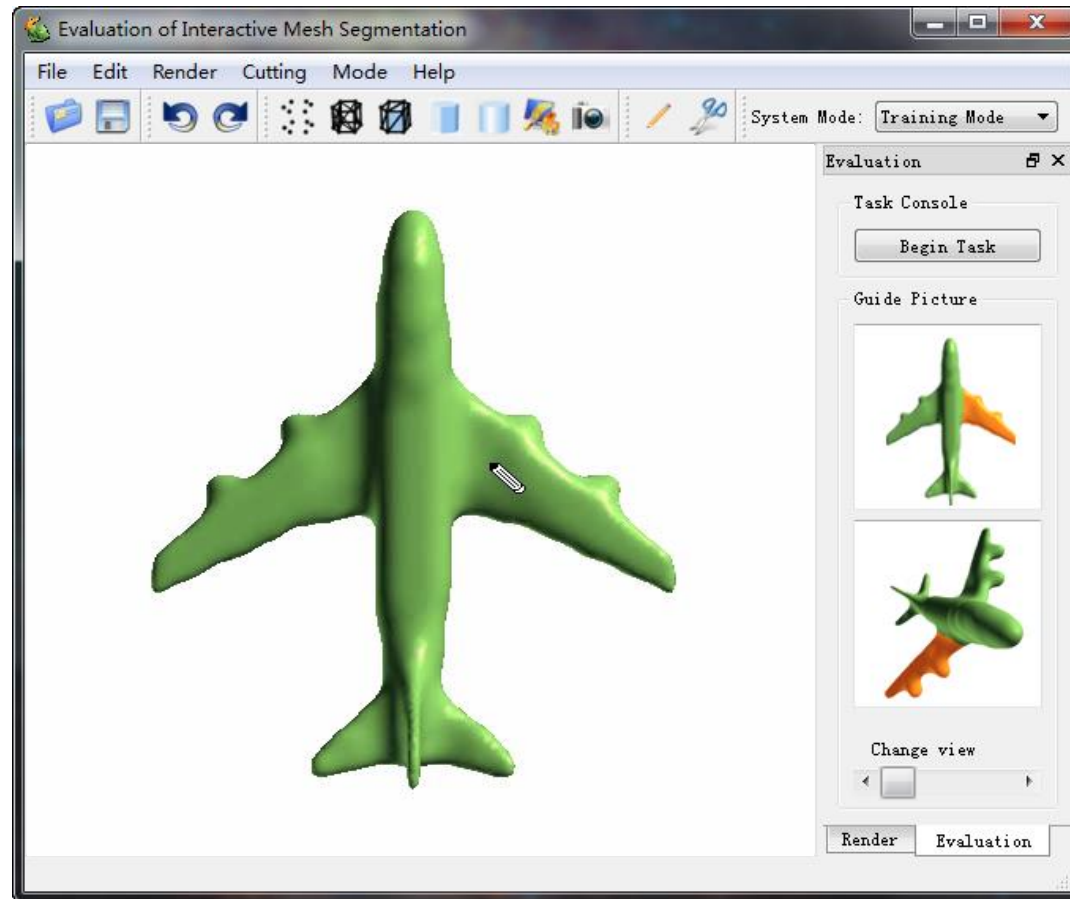 Evaluation of Interactive Mesh Segmentation
File Edit Render Cutting Mode Help
System Mode: Training Mode
Evaluation
Task Console
Begin Task
Guide Picture
Change view
Render Evaluation